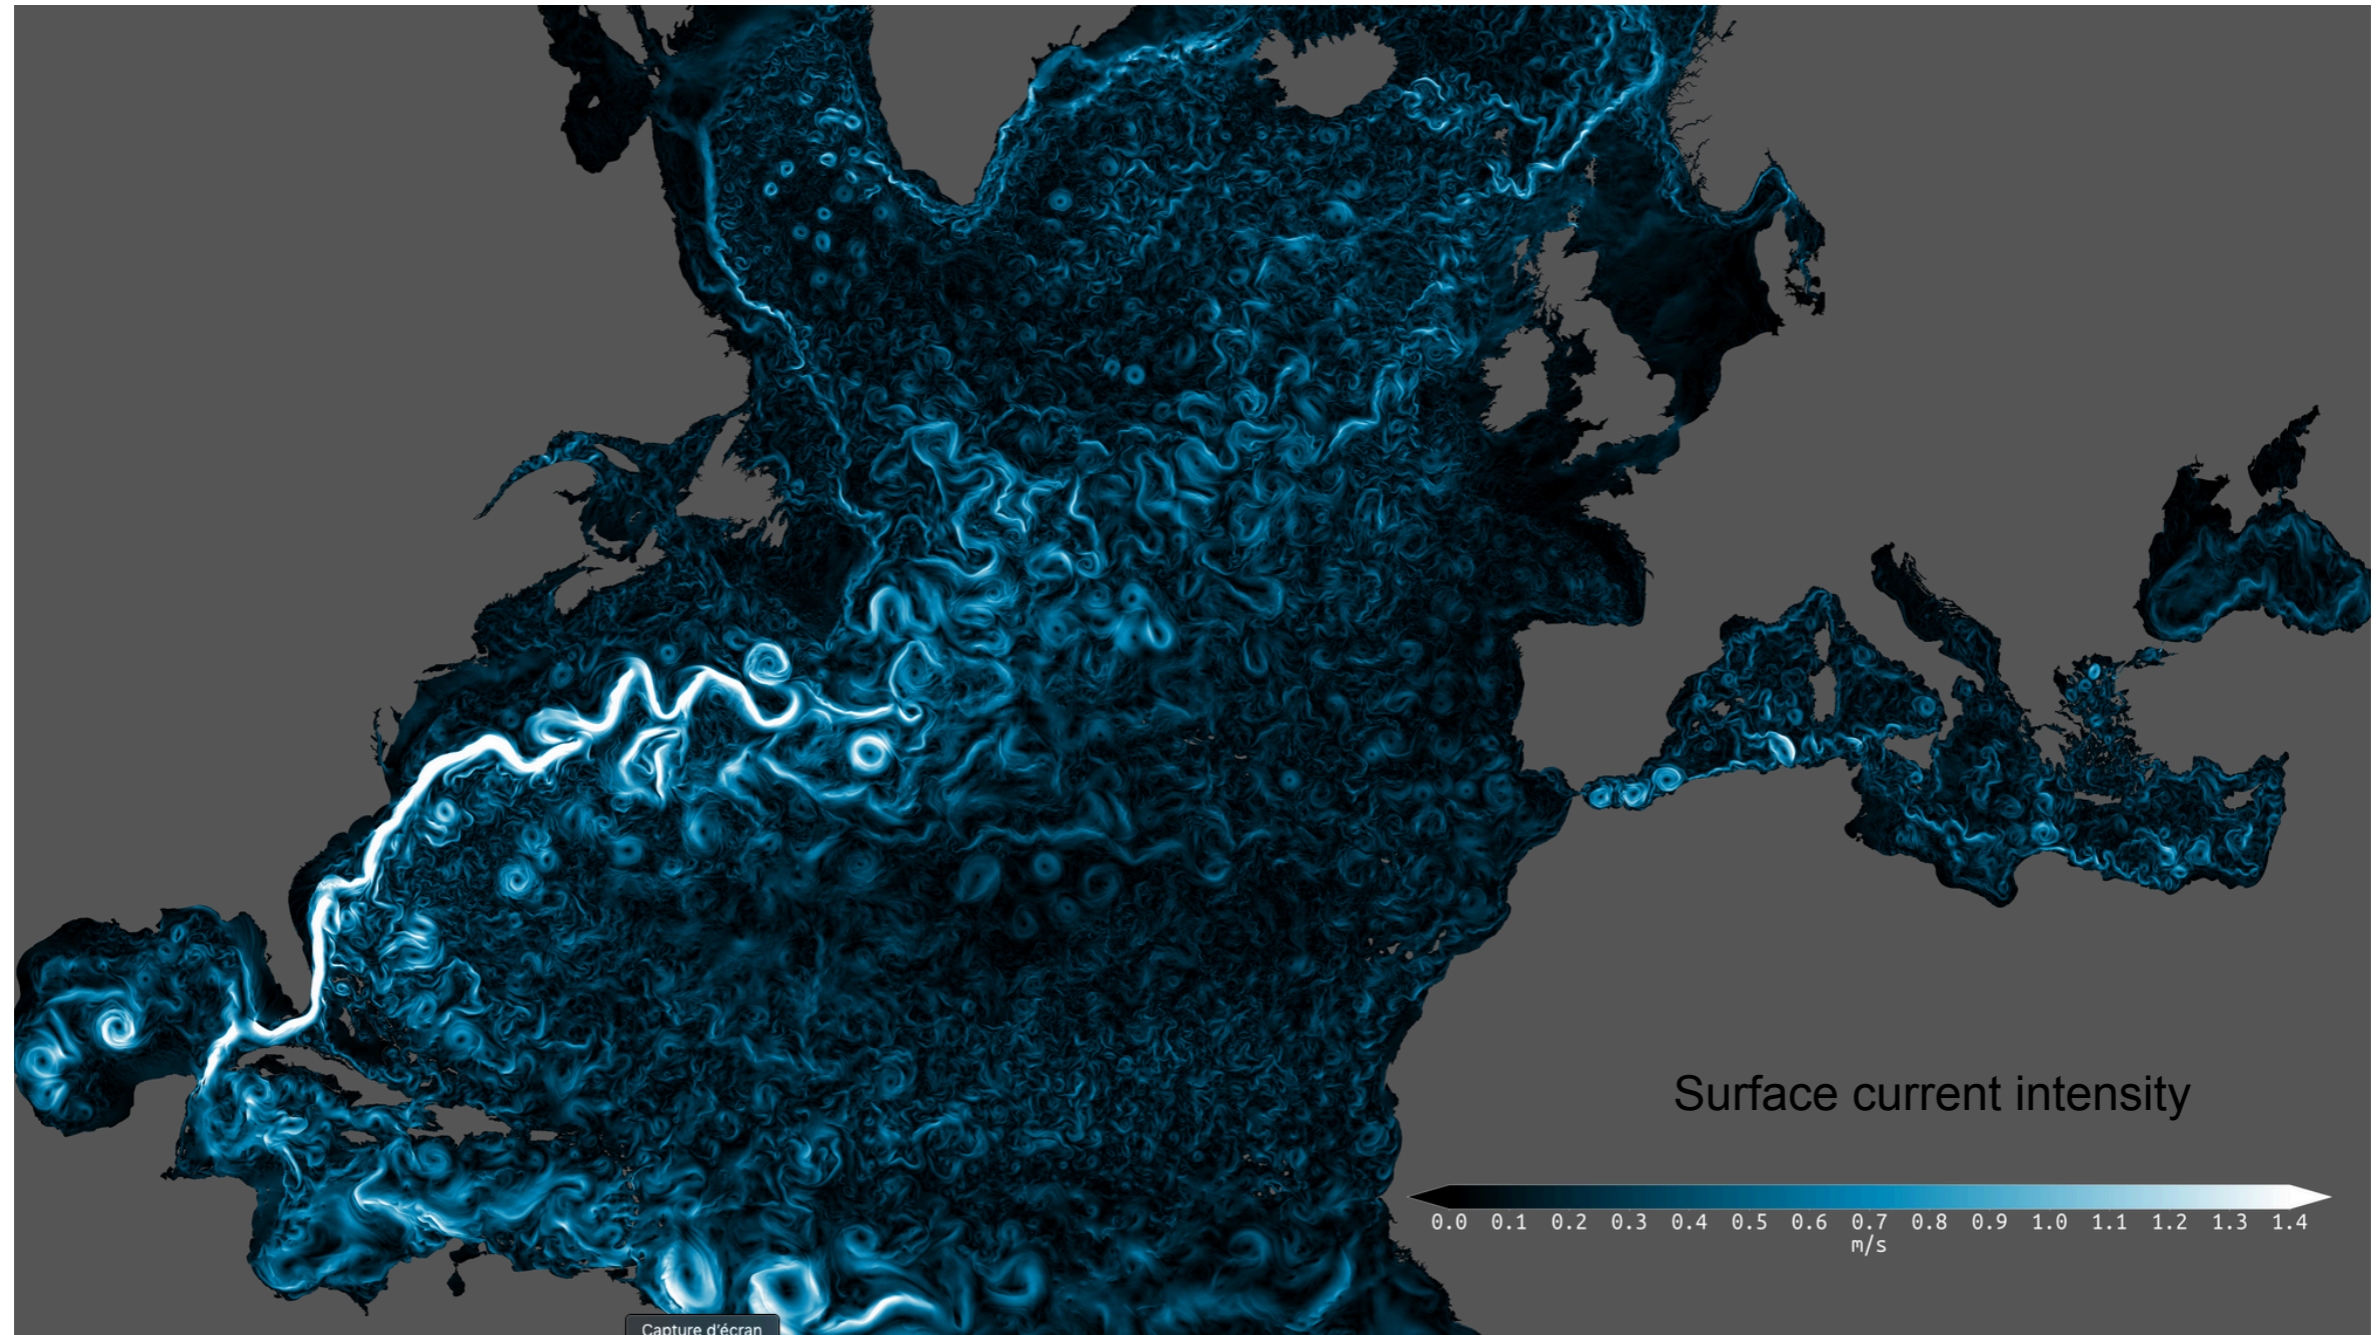 Surface current intensity
0.0 0.1 0.2 0.3 0.4 0.5 0.6 0.7 0.8 0.9 1.0 1.1 1.2 1.3 1.4
m/s
Capture d'écran